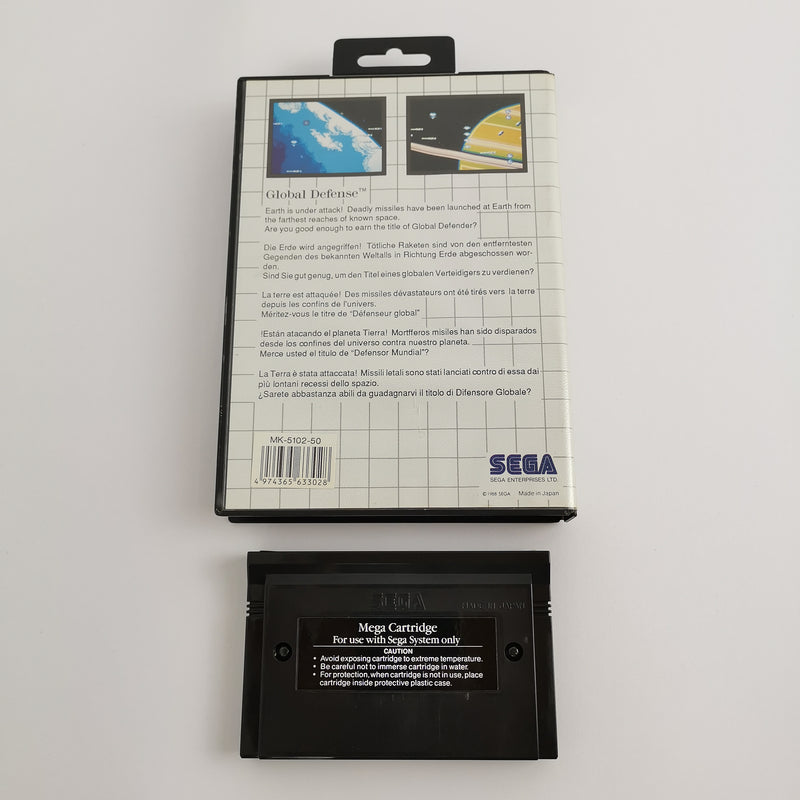 Global Defense™
Earth is under attack! Deadly missiles have been launched at Earth from
the farthest reaches of known space.
Are you good enough to earn the title of Global Defender?
Die Erde wird angegriffen! Tötliche Raketen sind von den entferntesten
Gegenden des bekannten Weltalls in Richtung Erde abgeschossen wor-
den.
Sind Sie gut genug, um den Titel eines globalen Verteidigers zu verdienen?
La terre est attaquée! Des missiles dévastateurs ont été tirés vers la terre
depuis les confins de l'univers.
Méritez-vous le titre de "Défenseur global"
!Están atacando el planeta Tierra! Mortfferos misiles han sido disparados
desde los confines del universo contra nuestro planeta.
Merce usted el titulo de "Defensor Mundial"?
La Terra è stata attaccata! Missili letali sono stati lanciati contro di essa dai
più lontani recessi dello spazio.
¿Sarete abbastanza abili da guadagnarvi il titolo di Difensore Globale?
MK-5102-50
4 974365 633028
SEGA
SEGA ENTERPRISES LTD.
©1988 SEGA Made in Japan
SEGA MADE IN JAPAN
Mega Cartridge
For use with Sega System only
CAUTION
• Avoid exposing cartridge to extreme temperature.
• Be careful not to immerse cartridge in water.
• For protection, when cartridge is not in use, place
cartridge inside protective plastic case.